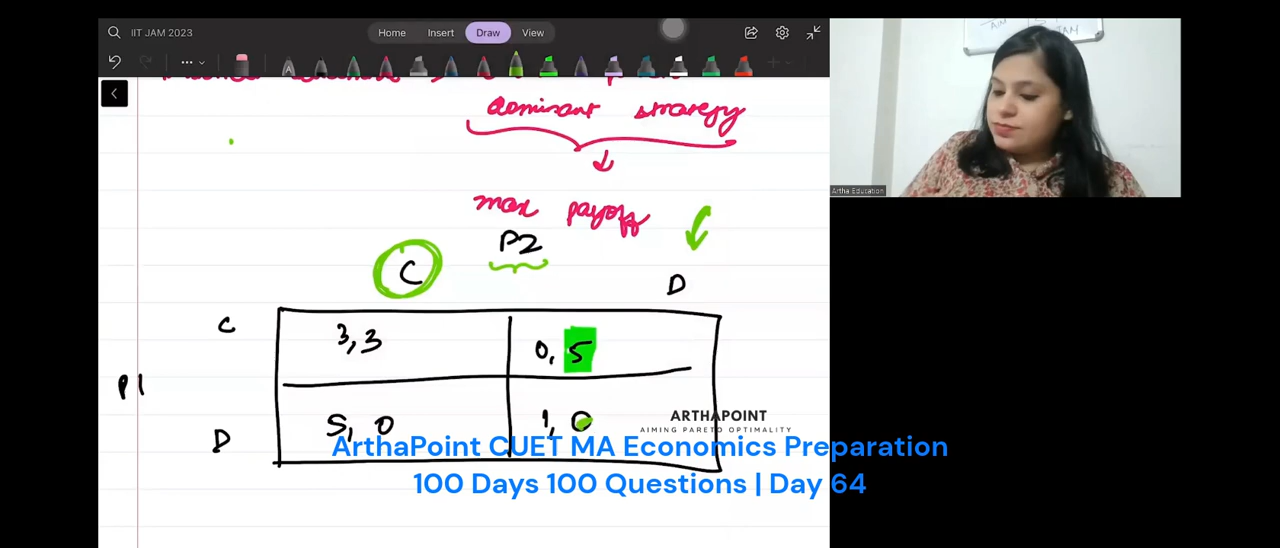 IIT JAM 2023
Home Insert Draw View
dominant strategy
max payoff
P2
C D
C 3,3 0, 5
P1
D 5, 0 1, 0
ARTHAPOINT
AIMING PARETO OPTIMALITY
ArthaPoint CUET MA Economics Preparation
100 Days 100 Questions | Day 64
Artha Education
JAM